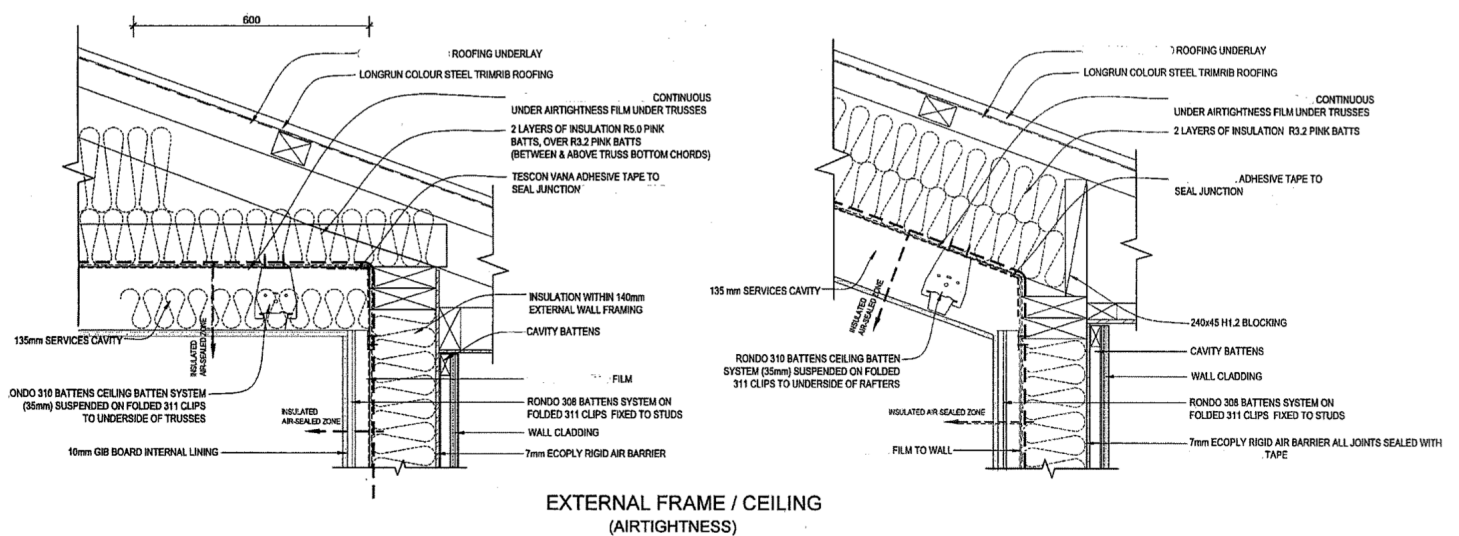 600
ROOFING UNDERLAY
LONGRUN COLOUR STEEL TRIMRIB ROOFING
CONTINUOUS
UNDER AIRTIGHTNESS FILM UNDER TRUSSES
2 LAYERS OF INSULATION R5.0 PINK
BATTS, OVER R3.2 PINK BATTS
(BETWEEN & ABOVE TRUSS BOTTOM CHORDS)
TESCON VANA ADHESIVE TAPE TO
SEAL JUNCTION
INSULATION WITHIN 140mm
EXTERNAL WALL FRAMING
CAVITY BATTENS
135mm SERVICES CAVITY
INSULATED
AIR-SEALED ZONE
ONDO 310 BATTENS CEILING BATTEN SYSTEM
(35mm) SUSPENDED ON FOLDED 311 CLIPS
TO UNDERSIDE OF TRUSSES
FILM
RONDO 308 BATTENS SYSTEM ON
FOLDED 311 CLIPS FIXED TO STUDS
INSULATED
AIR-SEALED ZONE
WALL CLADDING
10mm GIB BOARD INTERNAL LINING
7mm ECOPLY RIGID AIR BARRIER
ROOFING UNDERLAY
LONGRUN COLOUR STEEL TRIMRIB ROOFING
CONTINUOUS
UNDER AIRTIGHTNESS FILM UNDER TRUSSES
2 LAYERS OF INSULATION R3.2 PINK BATTS
ADHESIVE TAPE TO
SEAL JUNCTION
135 mm SERVICES CAVITY
INSULATED
AIR-SEALED ZONE
240x45 H1.2 BLOCKING
RONDO 310 BATTENS CEILING BATTEN
SYSTEM (35mm) SUSPENDED ON FOLDED
311 CLIPS TO UNDERSIDE OF RAFTERS
CAVITY BATTENS
WALL CLADDING
RONDO 308 BATTENS SYSTEM ON
FOLDED 311 CLIPS FIXED TO STUDS
INSULATED AIR SEALED ZONE
7mm ECOPLY RIGID AIR BARRIER ALL JOINTS SEALED WITH
TAPE
FILM TO WALL
EXTERNAL FRAME / CEILING
(AIRTIGHTNESS)